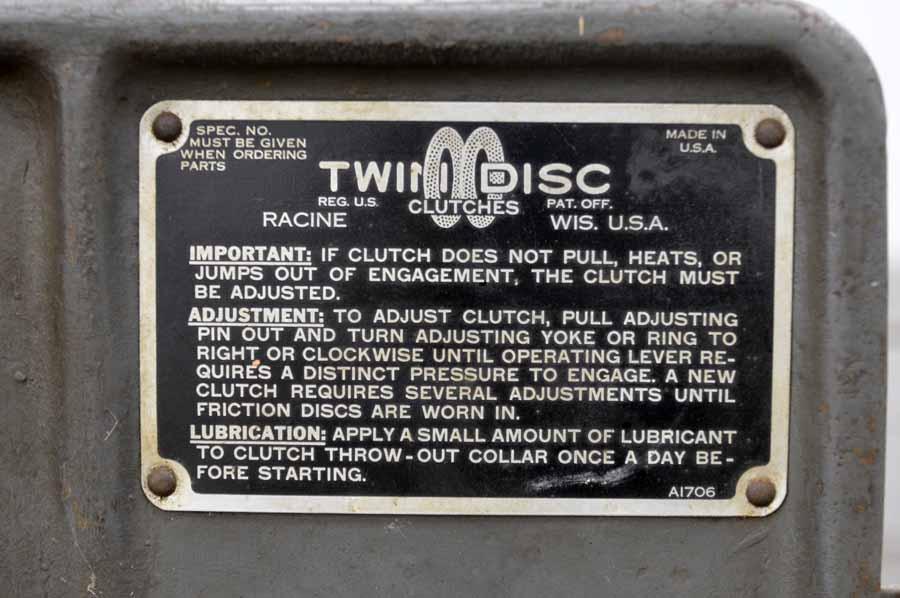 SPEC. NO.
MUST BE GIVEN
WHEN ORDERING
PARTS
MADE IN
U.S.A.
TWIN DISC
REG. U.S. CLUTCHES PAT. OFF.
RACINE WIS. U.S.A.
IMPORTANT: IF CLUTCH DOES NOT PULL, HEATS, OR
JUMPS OUT OF ENGAGEMENT, THE CLUTCH MUST
BE ADJUSTED.
ADJUSTMENT: TO ADJUST CLUTCH, PULL ADJUSTING
PIN OUT AND TURN ADJUSTING YOKE OR RING TO
RIGHT OR CLOCKWISE UNTIL OPERATING LEVER RE-
QUIRES A DISTINCT PRESSURE TO ENGAGE. A NEW
CLUTCH REQUIRES SEVERAL ADJUSTMENTS UNTIL
FRICTION DISCS ARE WORN IN.
LUBRICATION: APPLY A SMALL AMOUNT OF LUBRICANT
TO CLUTCH THROW-OUT COLLAR ONCE A DAY BE-
FORE STARTING.
A1706